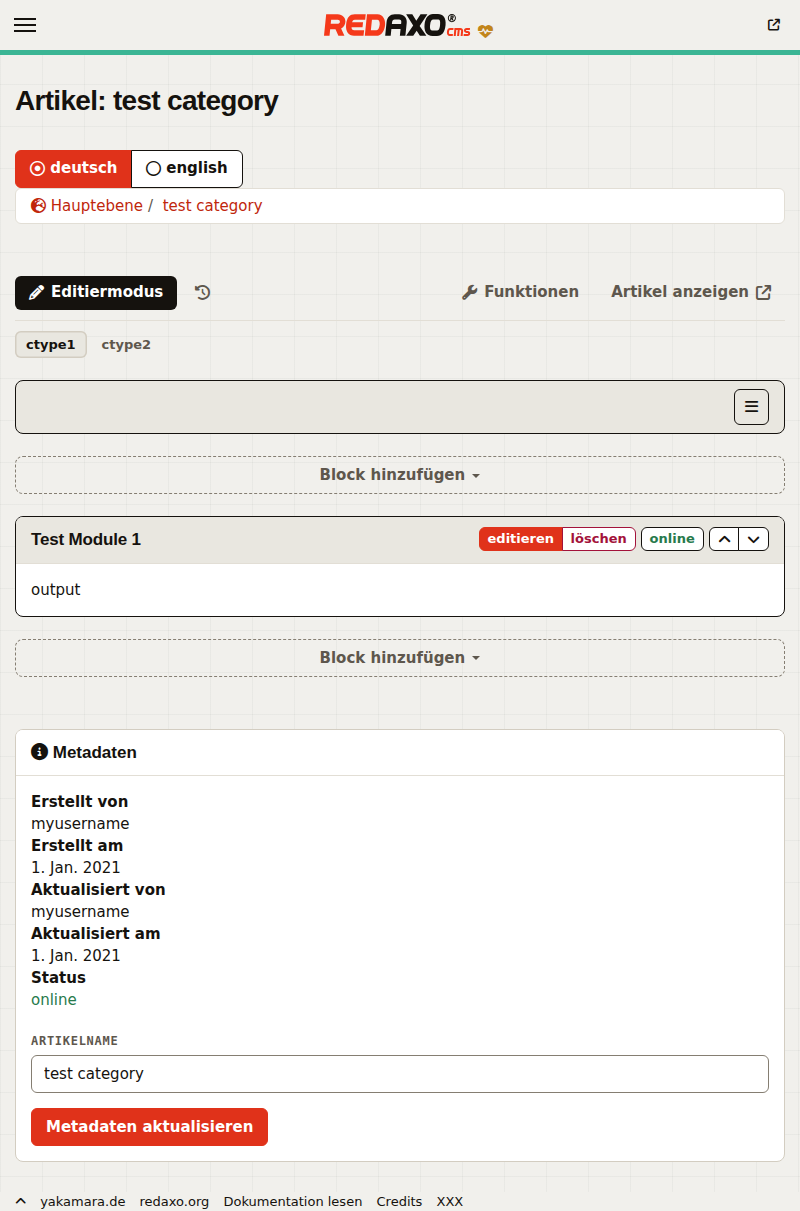 REDAXO® cms
Artikel: test category
deutsch english
Hauptebene / test category
Editiermodus Funktionen Artikel anzeigen
ctype1 ctype2
Block hinzufügen
Test Module 1 editieren löschen online
output
Block hinzufügen
Metadaten
Erstellt von
myusername
Erstellt am
1. Jan. 2021
Aktualisiert von
myusername
Aktualisiert am
1. Jan. 2021
Status
online
ARTIKELNAME
test category
Metadaten aktualisieren
yakamara.de redaxo.org Dokumentation lesen Credits XXX